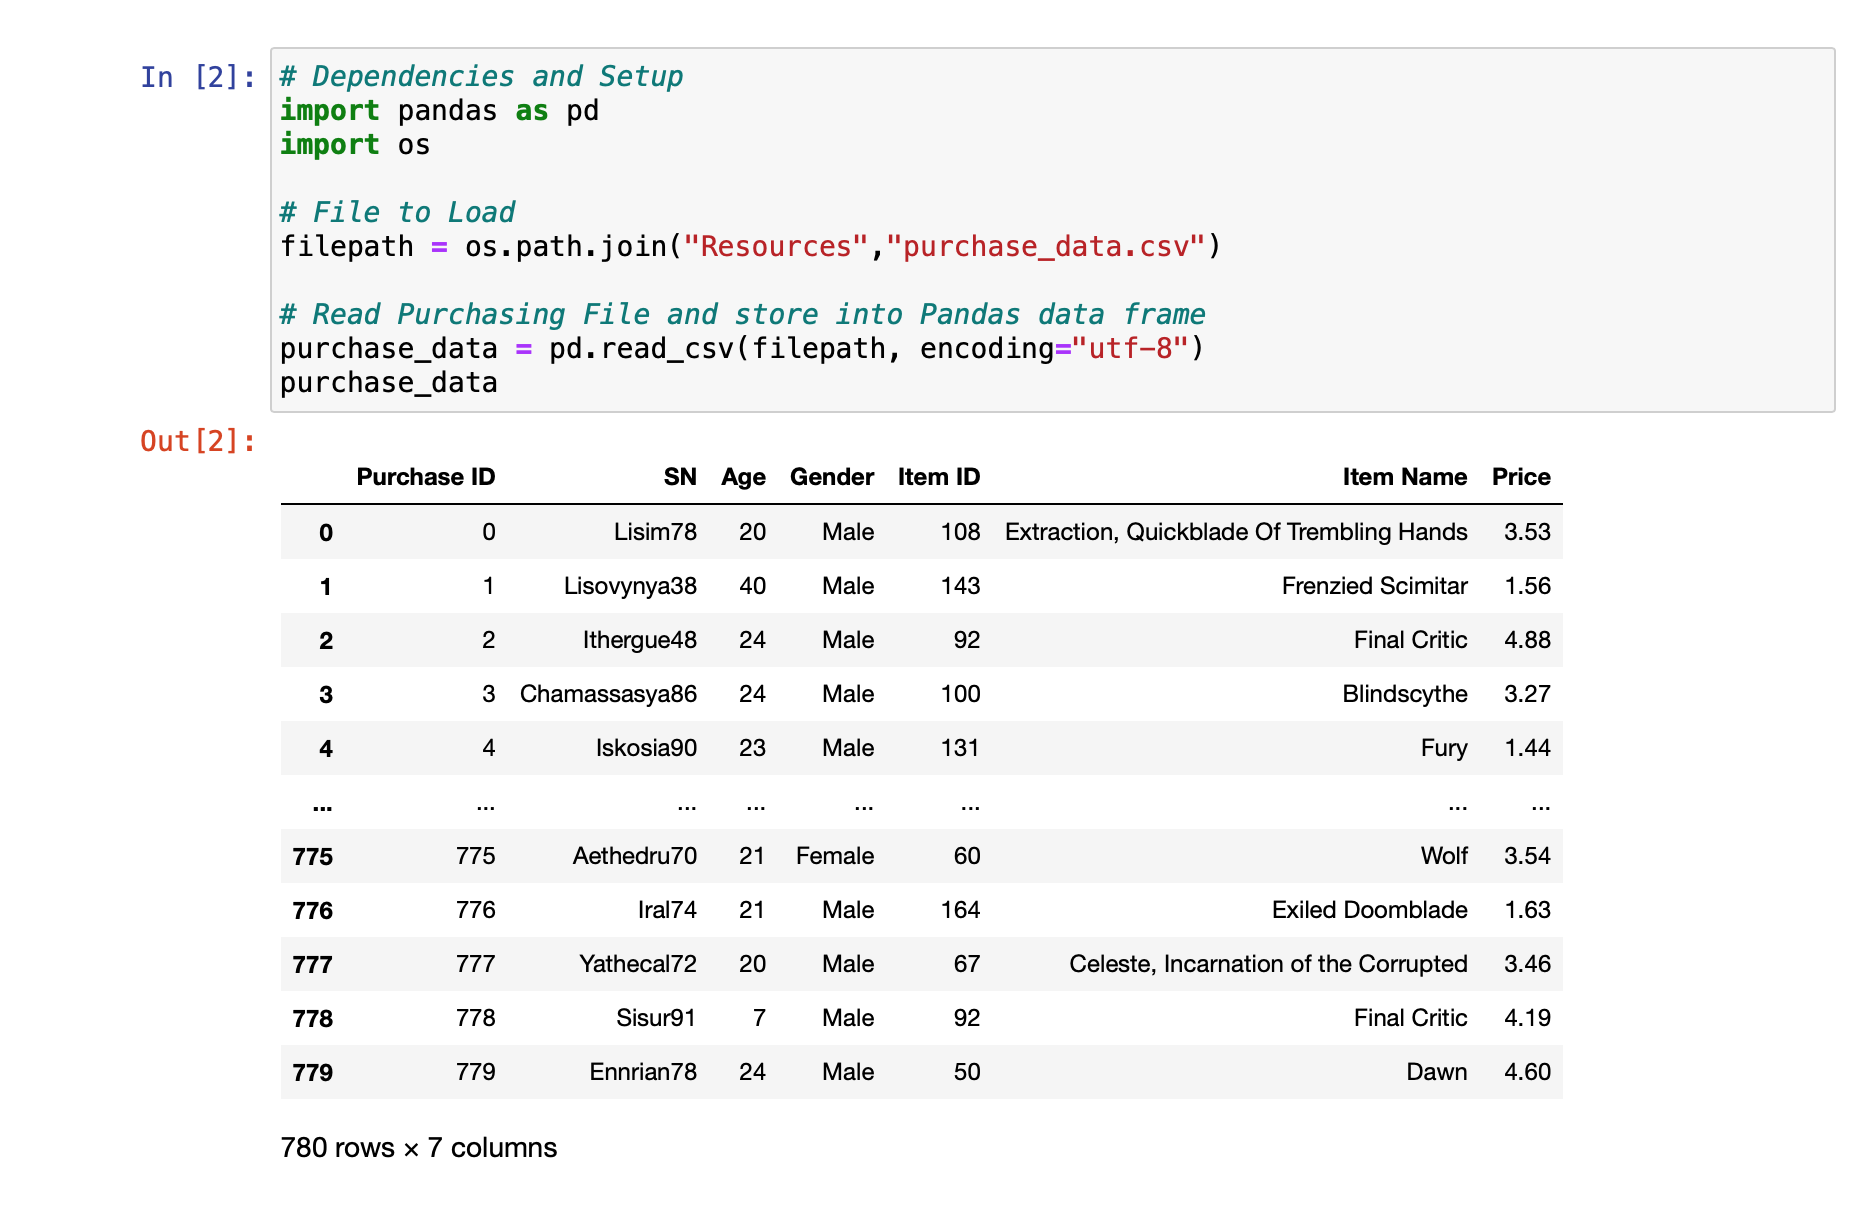 In [2]: # Dependencies and Setup
import pandas as pd
import os
# File to Load
filepath = os.path.join("Resources","purchase_data.csv")
# Read Purchasing File and store into Pandas data frame
purchase_data = pd.read_csv(filepath, encoding="utf-8")
purchase_data
Out[2]:
Purchase ID SN Age Gender Item ID Item Name Price
0 0 Lisim78 20 Male 108 Extraction, Quickblade Of Trembling Hands 3.53
1 1 Lisovynya38 40 Male 143 Frenzied Scimitar 1.56
2 2 Ithergue48 24 Male 92 Final Critic 4.88
3 3 Chamassasya86 24 Male 100 Blindscythe 3.27
4 4 Iskosia90 23 Male 131 Fury 1.44
... ... ... ... ... ... ... ...
775 775 Aethedru70 21 Female 60 Wolf 3.54
776 776 Iral74 21 Male 164 Exiled Doomblade 1.63
777 777 Yathecal72 20 Male 67 Celeste, Incarnation of the Corrupted 3.46
778 778 Sisur91 7 Male 92 Final Critic 4.19
779 779 Ennrian78 24 Male 50 Dawn 4.60
780 rows × 7 columns